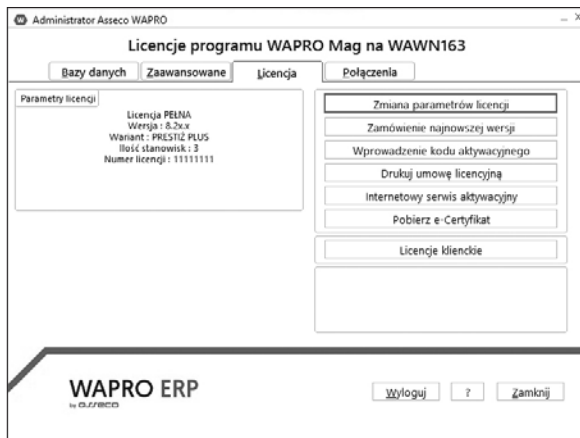 Administrator Asseco WAPRO
Licencje programu WAPRO Mag na WAWN163
Bazy danych
Zaawansowane
Licencja
Połączenia
Parametry licencji
Licencja PEŁNA
Wersja : 8.2x.x
Wariant : PRESTIŻ PLUS
Ilość stanowisk : 3
Numer licencji : 11111111
Zmiana parametrów licencji
Zamówienie najnowszej wersji
Wprowadzenie kodu aktywacyjnego
Drukuj umowę licencyjną
Internetowy serwis aktywacyjny
Pobierz e-Certyfikat
Licencje klienckie
WAPRO ERP
by asseco
Wyloguj
?
Zamknij